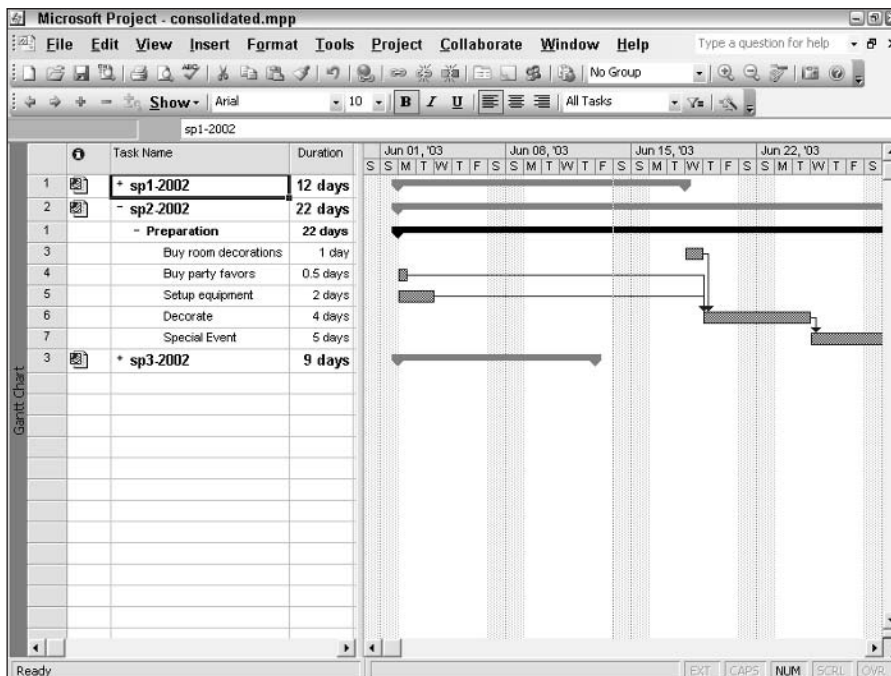 Microsoft Project - consolidated.mpp
File Edit View Insert Format Tools Project Collaborate Window Help Type a question for help
No Group
Show Arial 10 B I U All Tasks
sp1-2002
Task Name Duration Jun 01, '03 Jun 08, '03 Jun 15, '03 Jun 22, '03
S S M T W T F S S M T W T F S S M T W T F S S M T W T F S
1 + sp1-2002 12 days
2 - sp2-2002 22 days
1 - Preparation 22 days
3 Buy room decorations 1 day
4 Buy party favors 0.5 days
5 Setup equipment 2 days
6 Decorate 4 days
7 Special Event 5 days
3 + sp3-2002 9 days
Gantt Chart
Ready EXT CAPS NUM SCRL OVR